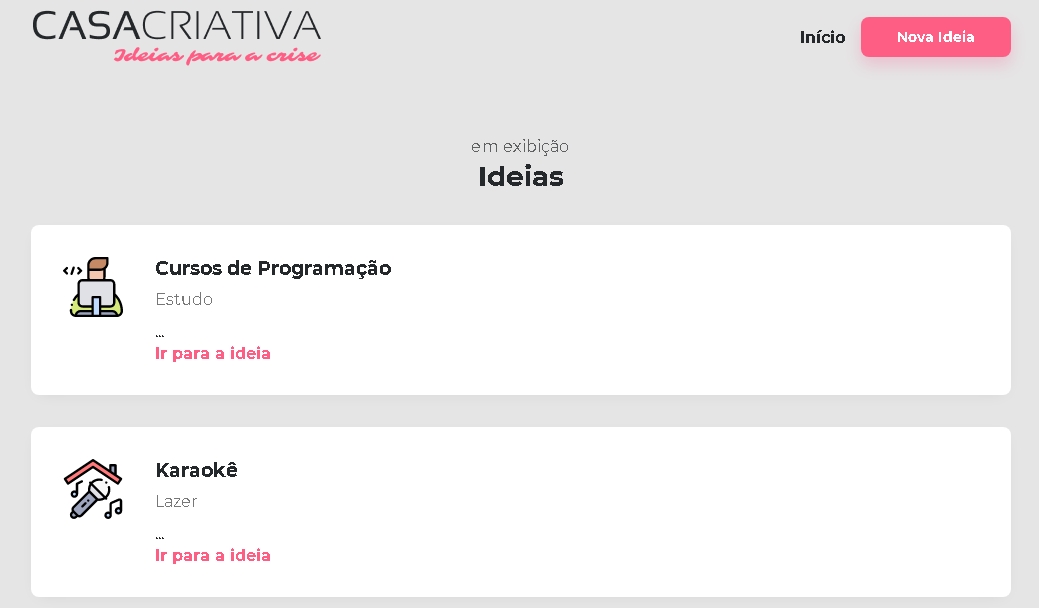 CASACRIATIVA
Ideias para a crise
Início
Nova Ideia
em exibição
Ideias
</>
Cursos de Programação
Estudo
...
Ir para a ideia
Karaokê
Lazer
...
Ir para a ideia